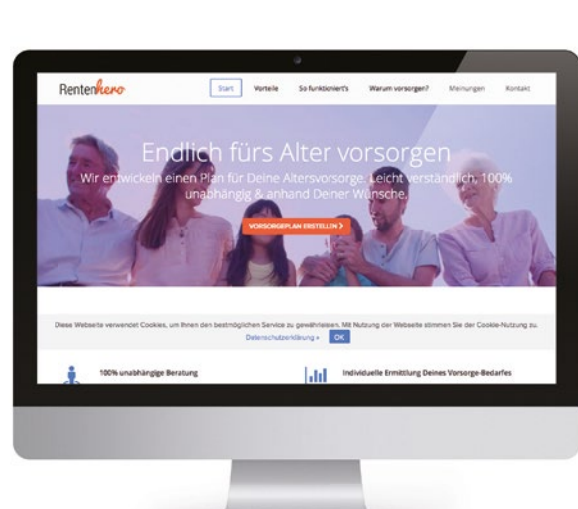 Rentenhero
Start Vorteile So funktioniert's Warum vorsorgen? Meinungen Kontakt
Endlich fürs Alter vorsorgen
Wir entwickeln einen Plan für Deine Altersvorsorge. Leicht verständlich, 100%
unabhängig & anhand Deiner Wünsche.
VORSORGEPLAN ERSTELLEN >
Diese Webseite verwendet Cookies, um Ihnen den bestmöglichen Service zu gewährleisen. Mit Nutzung der Webseite stimmen Sie der Cookie-Nutzung zu.
Datenschutzerklärung » OK
100% unabhängige Beratung
Individuelle Ermittlung Deines Vorsorge-Bedarfes